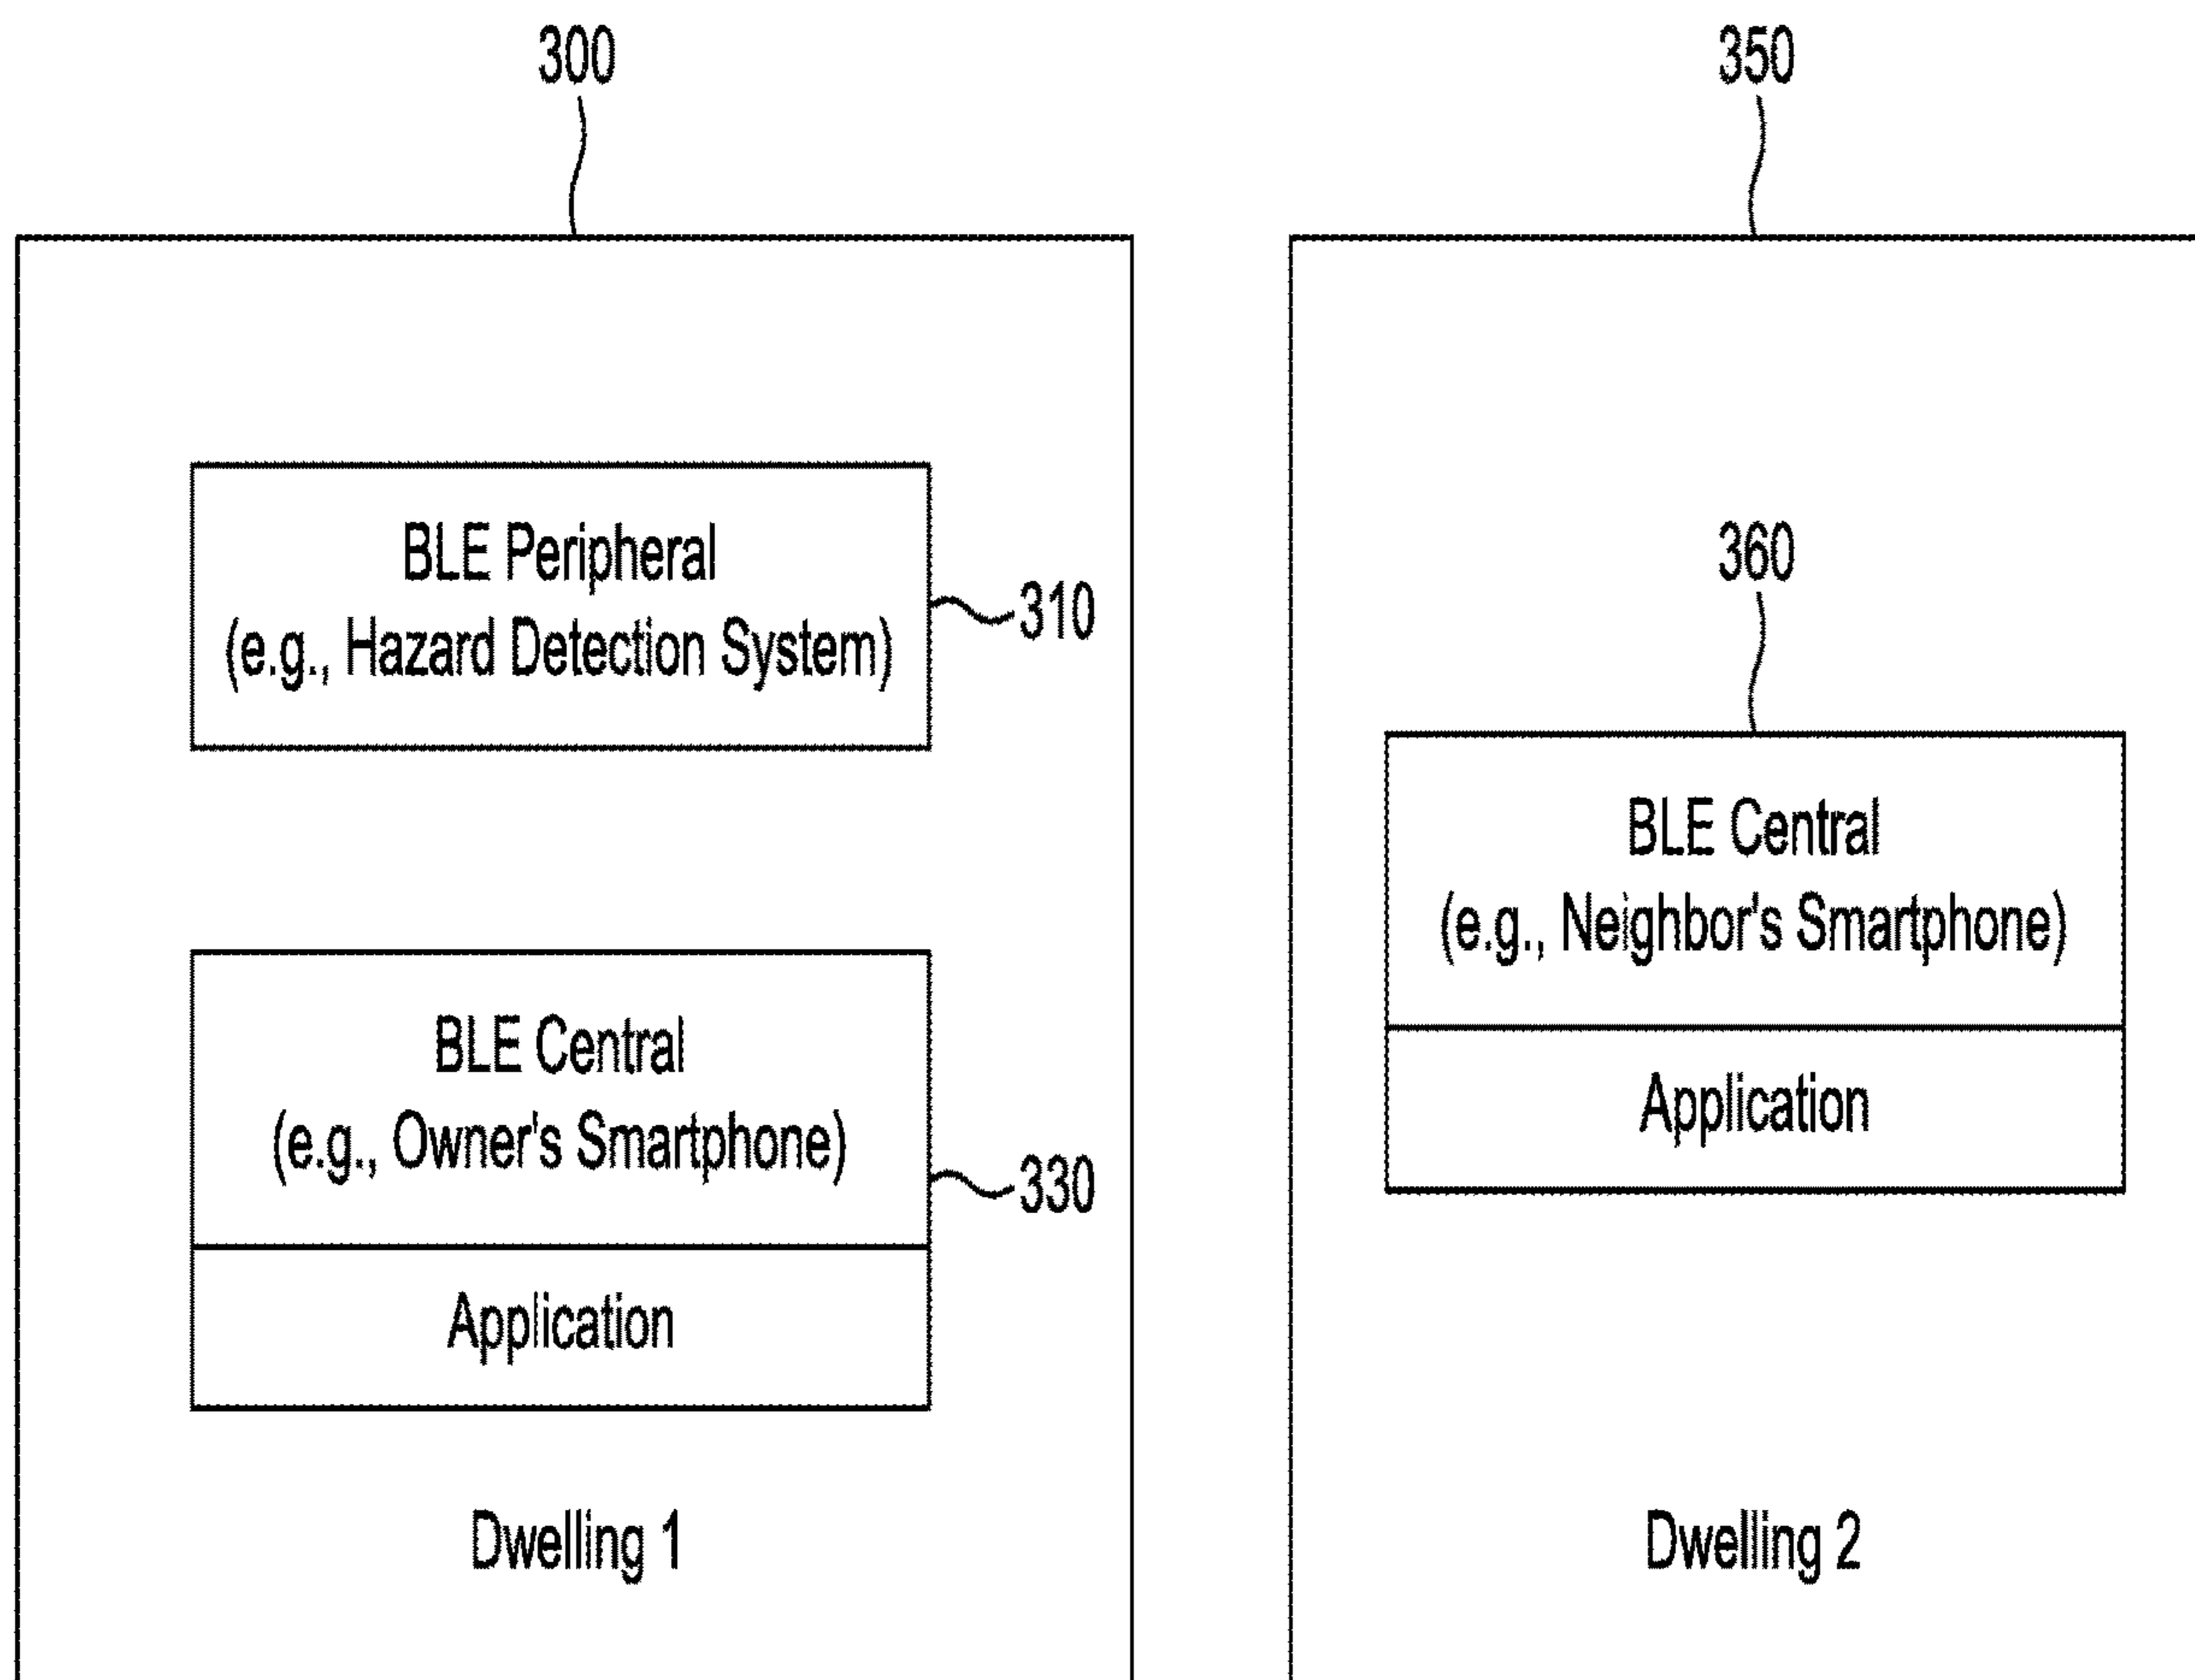 300
BLE Peripheral
(e.g., Hazard Detection System)
310
BLE Central
(e.g., Owner's Smartphone)
330
Application
Dwelling 1
350
360
BLE Central
(e.g., Neighbor's Smartphone)
Application
Dwelling 2